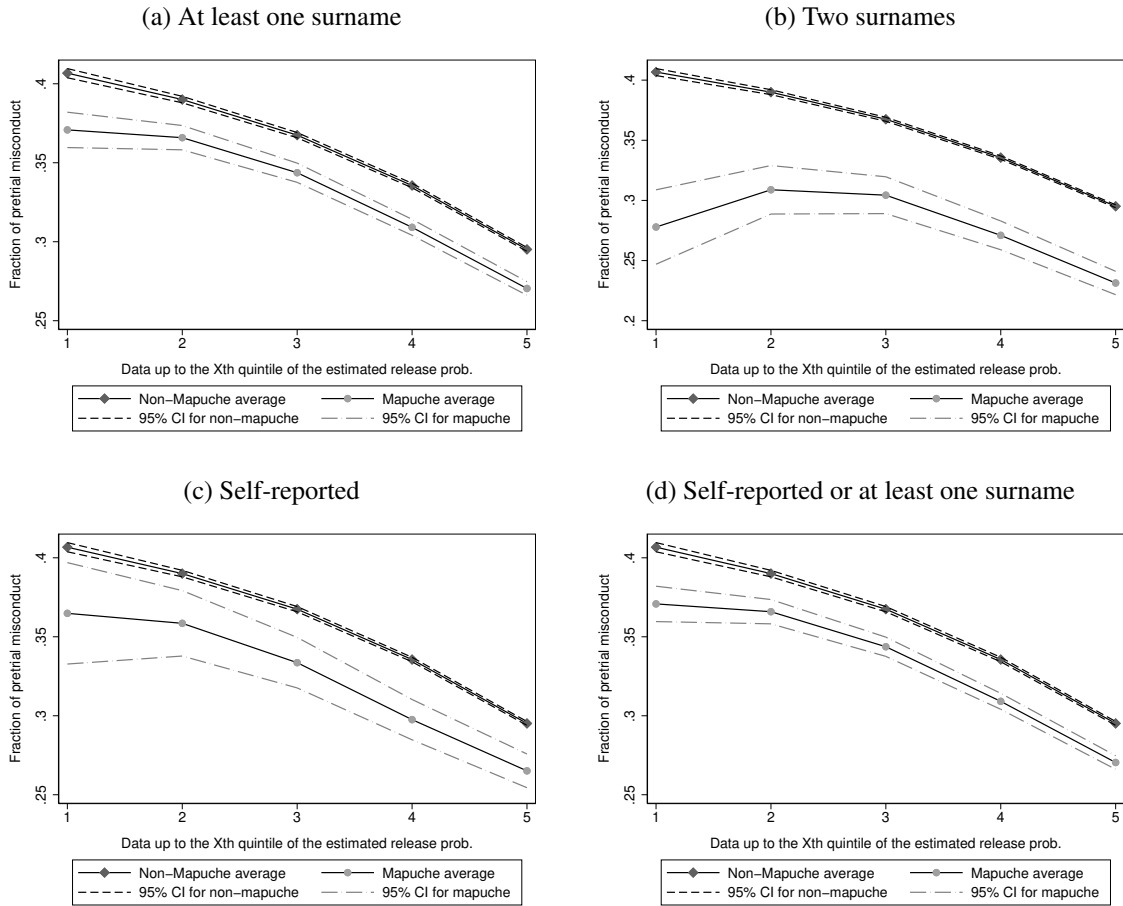 (a) At least one surname
Fraction of pretrial misconduct
.4
.35
.3
.25
1 2 3 4 5
Data up to the Xth quintile of the estimated release prob.
Non−Mapuche average Mapuche average
95% CI for non−mapuche 95% CI for mapuche
(b) Two surnames
Fraction of pretrial misconduct
.4
.35
.3
.25
.2
1 2 3 4 5
Data up to the Xth quintile of the estimated release prob.
Non−Mapuche average Mapuche average
95% CI for non−mapuche 95% CI for mapuche
(c) Self-reported
Fraction of pretrial misconduct
.4
.35
.3
.25
1 2 3 4 5
Data up to the Xth quintile of the estimated release prob.
Non−Mapuche average Mapuche average
95% CI for non−mapuche 95% CI for mapuche
(d) Self-reported or at least one surname
Fraction of pretrial misconduct
.4
.35
.3
.25
1 2 3 4 5
Data up to the Xth quintile of the estimated release prob.
Non−Mapuche average Mapuche average
95% CI for non−mapuche 95% CI for mapuche